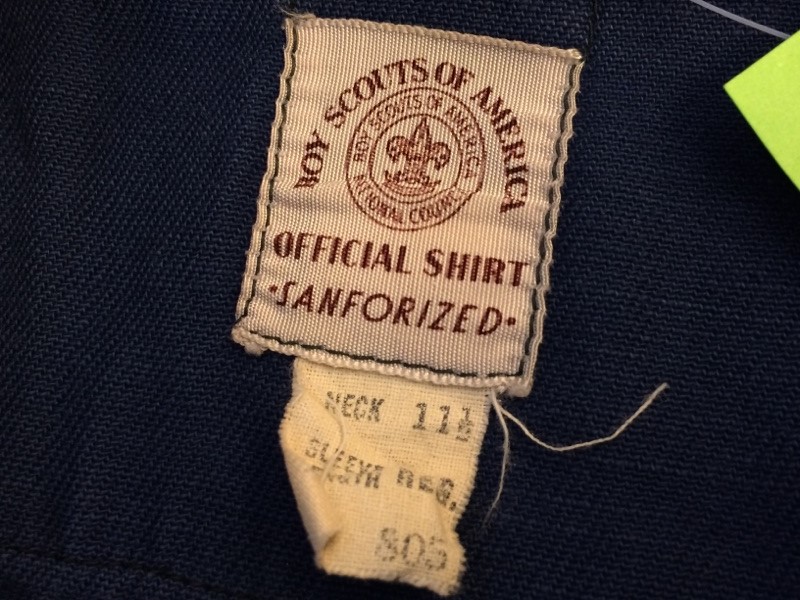 BOY SCOUTS OF AMERICA
BOY SCOUTS OF AMERICA
NATIONAL COUNCIL
OFFICIAL SHIRT
•SANFORIZED•
NECK 11½
SLEEVE
LENGTH REG.
805